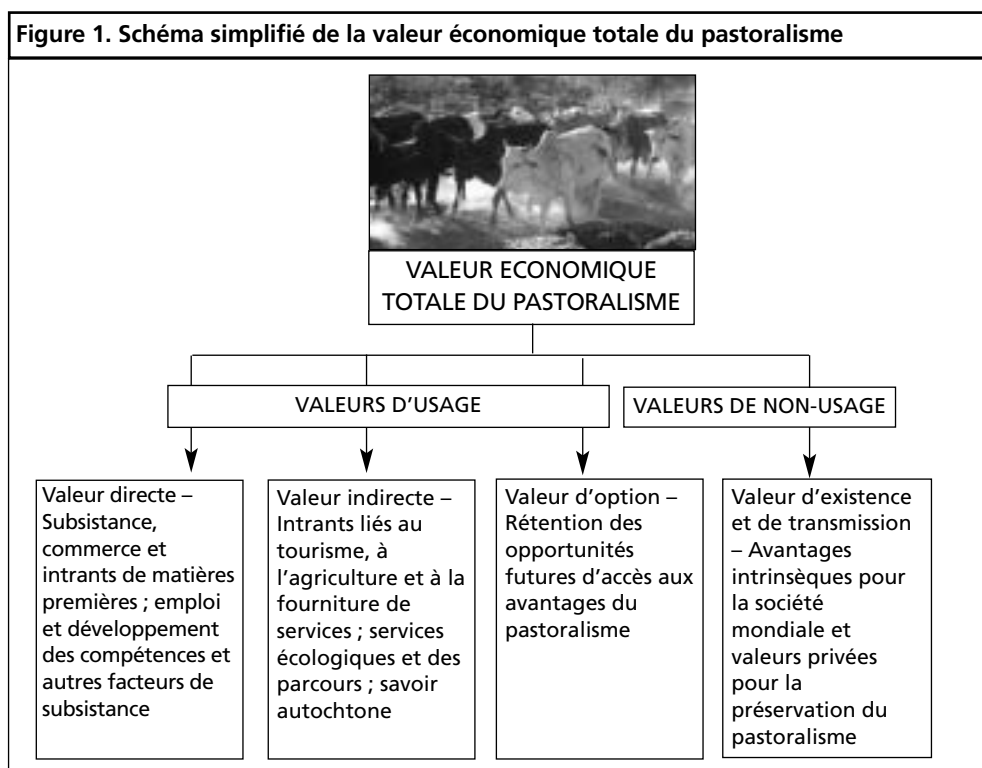 Figure 1. Schéma simplifié de la valeur économique totale du pastoralisme
VALEUR ECONOMIQUE
TOTALE DU PASTORALISME
VALEURS D'USAGE
VALEURS DE NON-USAGE
Valeur directe –
Subsistance,
commerce et
intrants de matières
premières ; emploi
et développement
des compétences et
autres facteurs de
subsistance
Valeur indirecte –
Intrants liés au
tourisme, à
l'agriculture et à la
fourniture de
services ; services
écologiques et des
parcours ; savoir
autochtone
Valeur d'option –
Rétention des
opportunités
futures d'accès aux
avantages du
pastoralisme
Valeur d'existence
et de transmission
– Avantages
intrinsèques pour
la société
mondiale et
valeurs privées
pour la
préservation du
pastoralisme